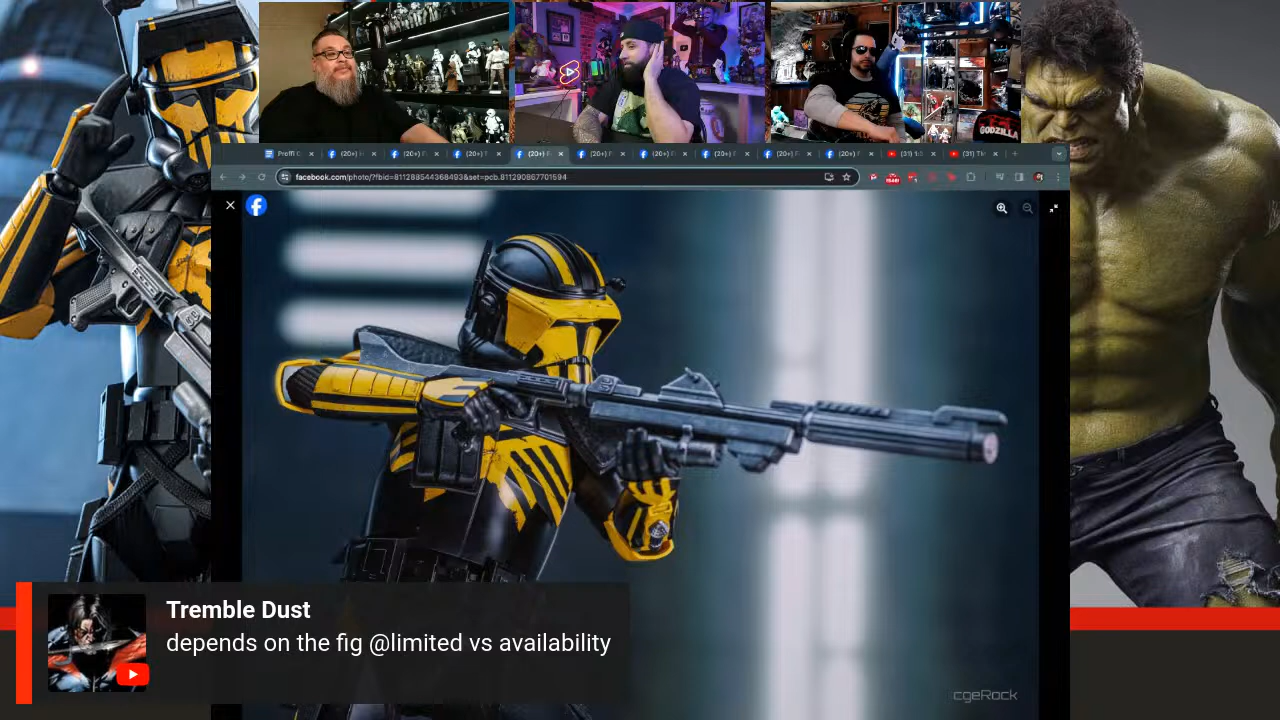 GODZILLA
facebook.com/photo/?fbid=811288544368493&set=pcb.811290867701594
Tremble Dust
depends on the fig @limited vs availability
cgeRock